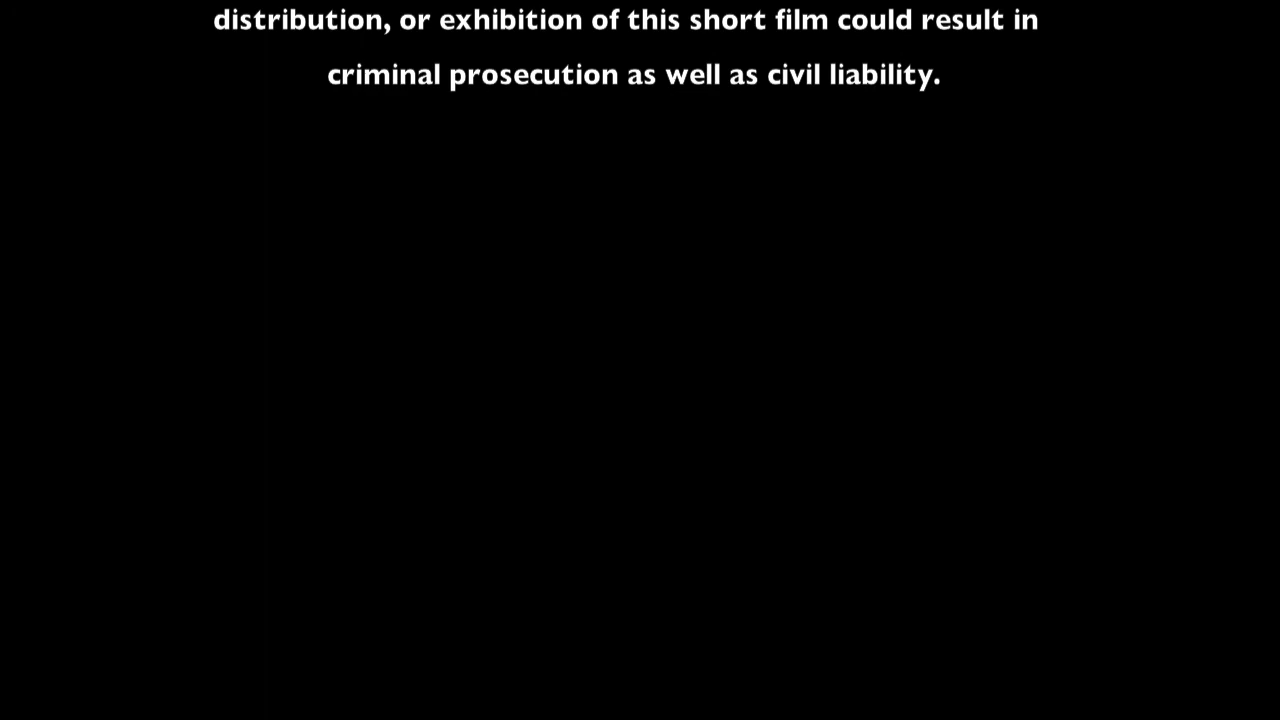 distribution, or exhibition of this short film could result in
criminal prosecution as well as civil liability.